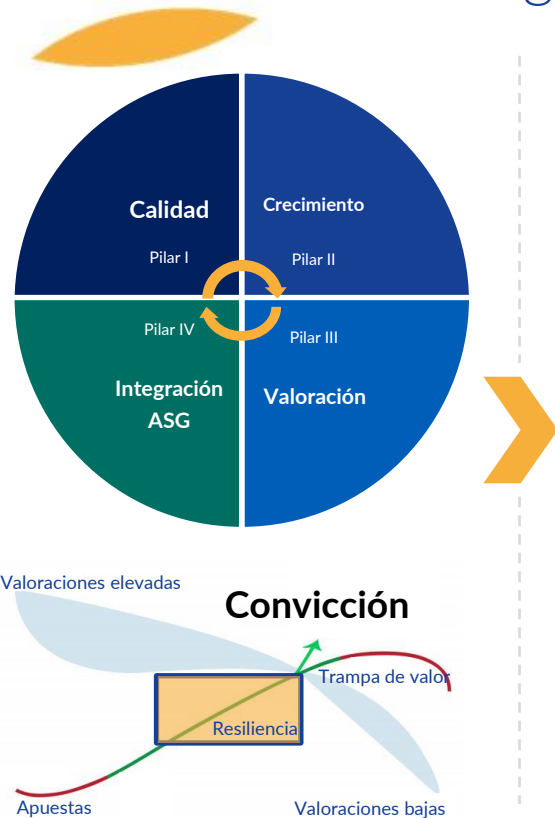 Calidad
Crecimiento
Pilar I
Pilar II
Pilar IV
Pilar III
Integración
ASG
Valoración
Valoraciones elevadas
Convicción
Trampa de valor
Resiliencia
Apuestas
Valoraciones bajas